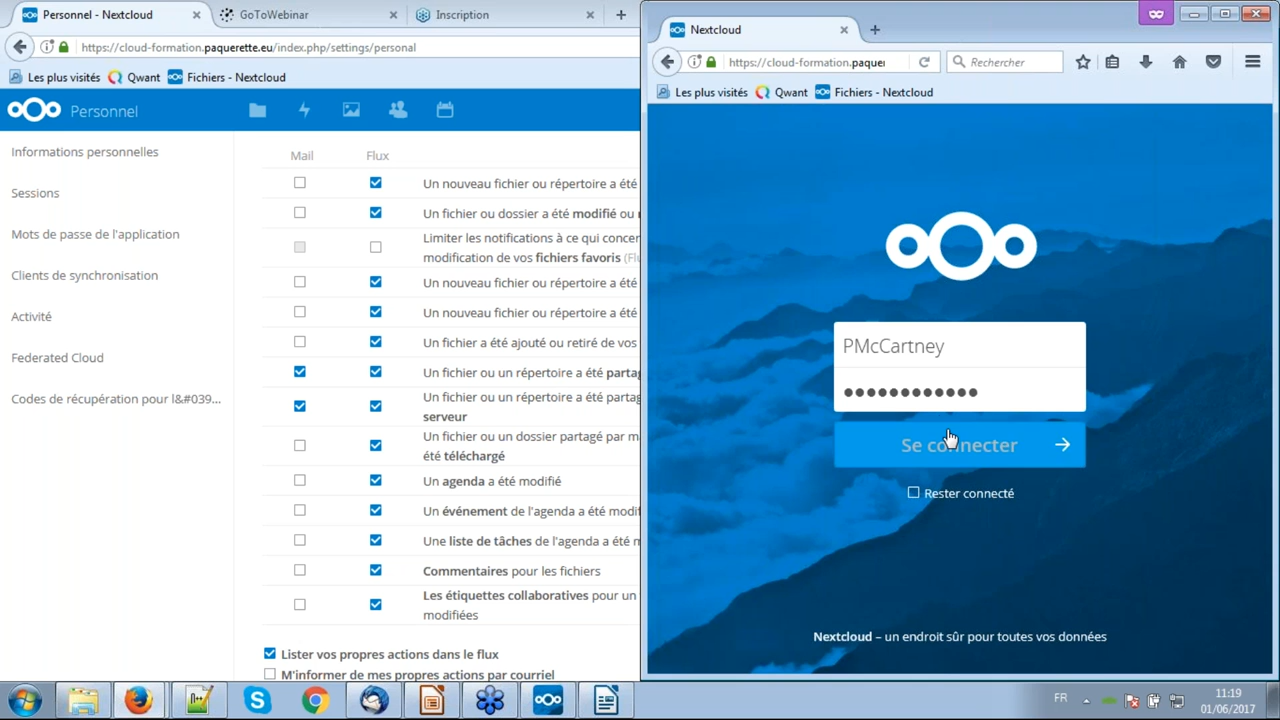 Personnel - Nextcloud
GoToWebinar
Inscription
https://cloud-formation.paquerette.eu/index.php/settings/personal
Les plus visités
Qwant
Fichiers - Nextcloud
Personnel
Informations personnelles
Sessions
Mots de passe de l'application
Clients de synchronisation
Activité
Federated Cloud
Codes de récupération pour l&#039...
Mail Flux
Un nouveau fichier ou répertoire a été
Un fichier ou dossier a été modifié ou
Limiter les notifications à ce qui concer
modification de vos fichiers favoris (Flu
Un nouveau fichier ou répertoire a été
Un nouveau fichier ou répertoire a été
Un fichier a été ajouté ou retiré de vos
Un fichier ou un répertoire a été partag
Un fichier ou un répertoire a été partag
serveur
Un fichier ou un dossier partagé par m
été téléchargé
Un agenda a été modifié
Un événement de l'agenda a été modif
Une liste de tâches de l'agenda a été m
Commentaires pour les fichiers
Les étiquettes collaboratives pour un
modifiées
Lister vos propres actions dans le flux
M'informer de mes propres actions par courriel
Nextcloud
https://cloud-formation.paque
Rechercher
Les plus visités
Qwant
Fichiers - Nextcloud
PMcCartney
●●●●●●●●●●●●
Se connecter
Rester connecté
Nextcloud – un endroit sûr pour toutes vos données
FR
11:19
01/06/2017